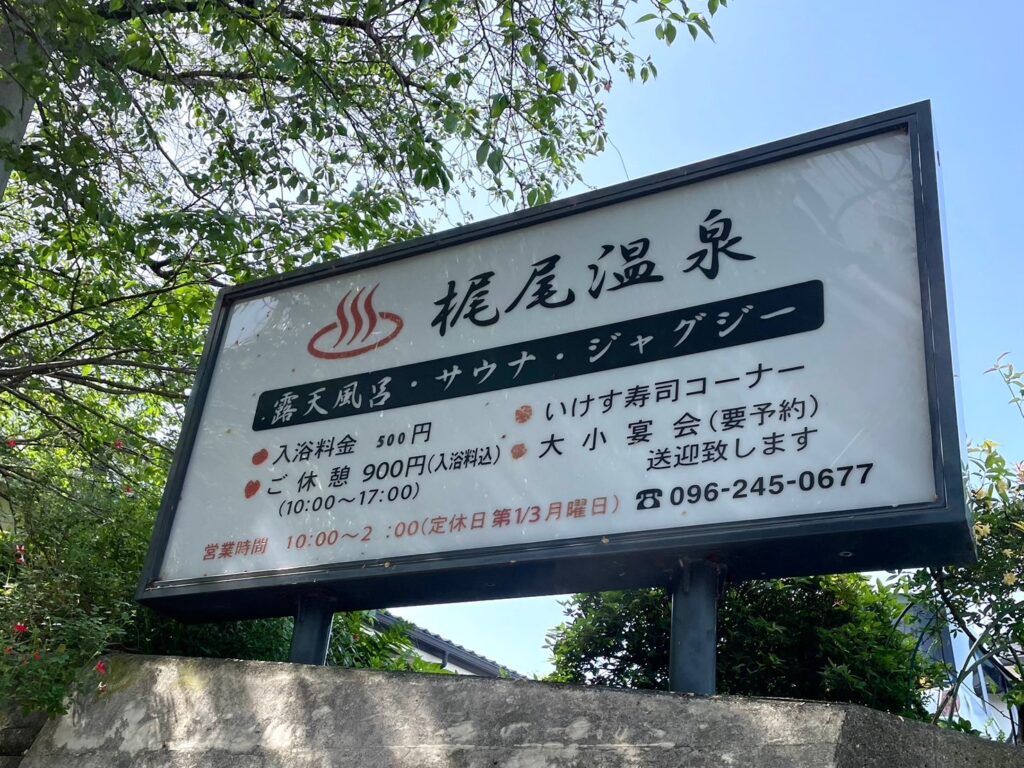 梶尾温泉
露天風呂・サウナ・ジャグジー
入浴料金 500円
ご休憩 900円(入浴料込)
(10:00～17:00)
いけす寿司コーナー
大小宴会(要予約)
送迎致します
☎096-245-0677
営業時間 10:00～2 :00(定休日第1/3月曜日)